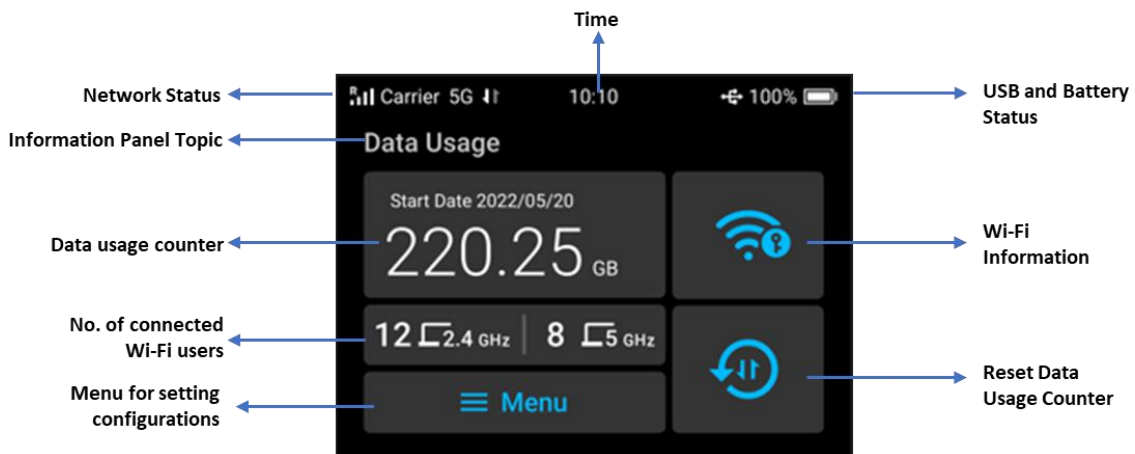 Time
Network Status
R Carrier 5G
10:10
100%
USB and Battery
Status
Information Panel Topic
Data Usage
Start Date 2022/05/20
Data usage counter
220.25 GB
Wi-Fi
Information
No. of connected
Wi-Fi users
12 2.4 GHz
8 5 GHz
Menu for setting
configurations
Menu
Reset Data
Usage Counter